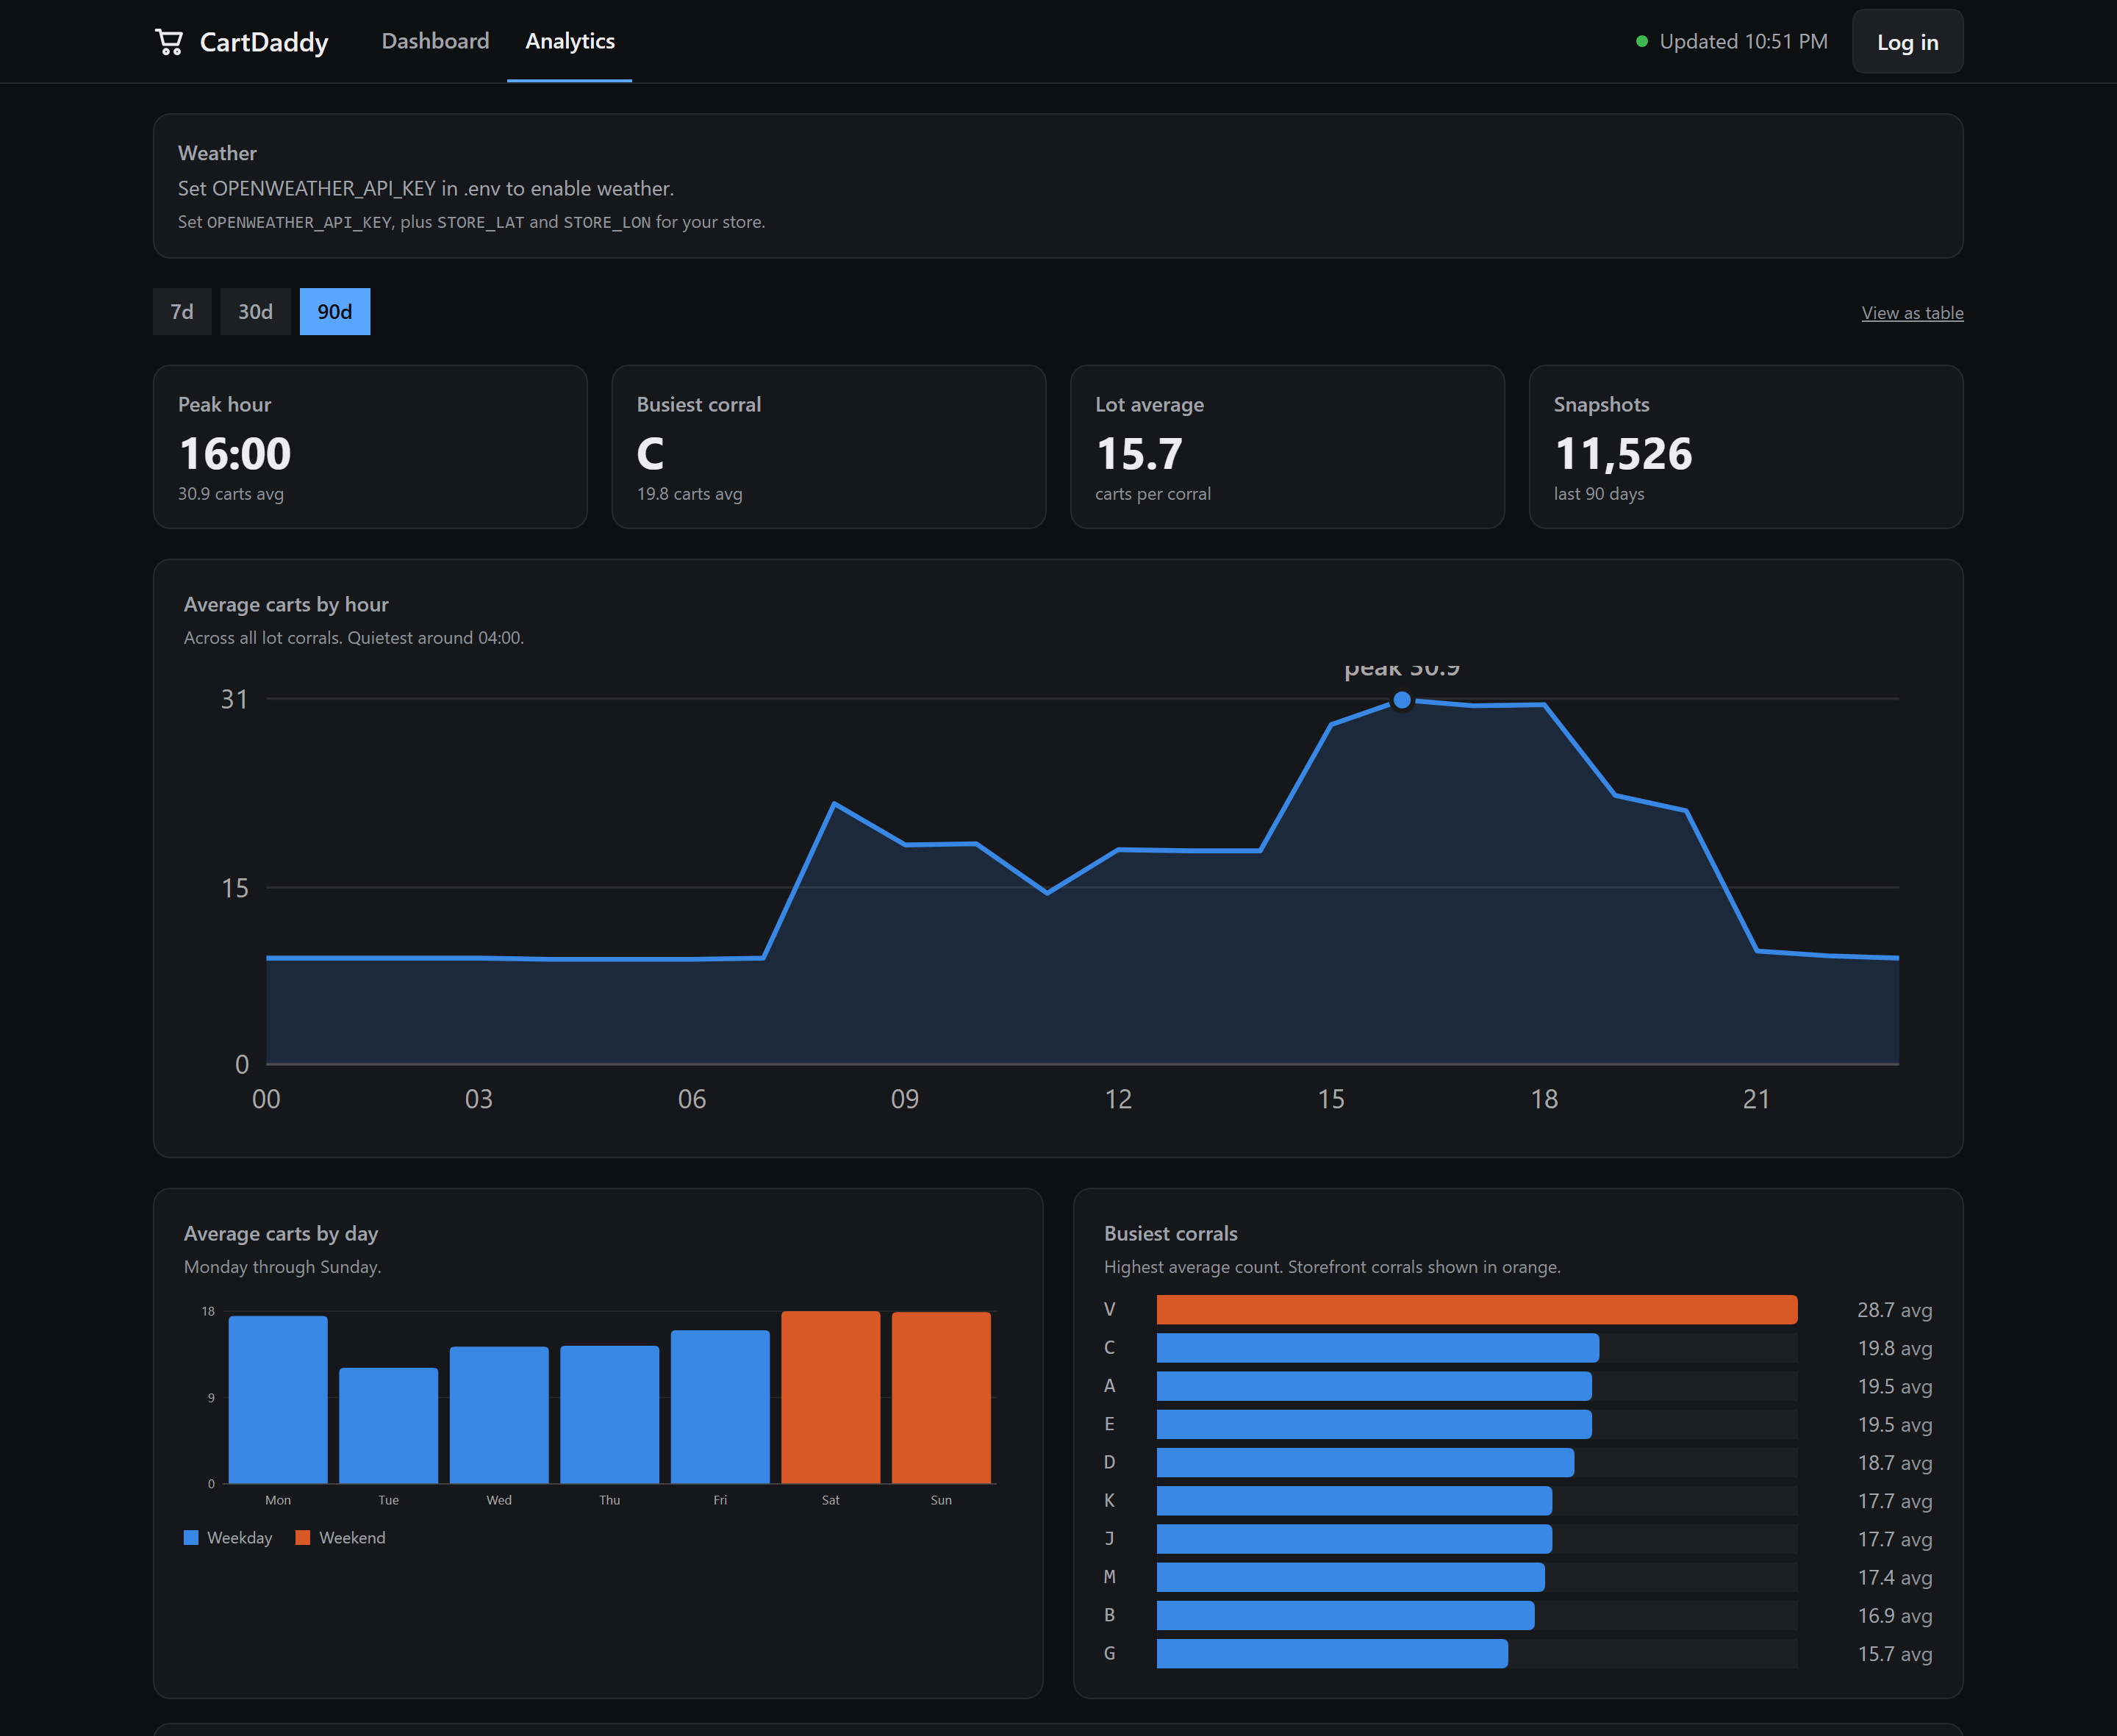 CartDaddy Dashboard Analytics Updated 10:51 PM Log in
Weather
Set OPENWEATHER_API_KEY in .env to enable weather.
Set OPENWEATHER_API_KEY, plus STORE_LAT and STORE_LON for your store.
7d 30d 90d View as table
Peak hour
16:00
30.9 carts avg
Busiest corral
C
19.8 carts avg
Lot average
15.7
carts per corral
Snapshots
11,526
last 90 days
Average carts by hour
Across all lot corrals. Quietest around 04:00.
peak 30.9
31
15
0
00 03 06 09 12 15 18 21
Average carts by day
Monday through Sunday.
18
9
0
Mon Tue Wed Thu Fri Sat Sun
Weekday Weekend
Busiest corrals
Highest average count. Storefront corrals shown in orange.
V 28.7 avg
C 19.8 avg
A 19.5 avg
E 19.5 avg
D 18.7 avg
K 17.7 avg
J 17.7 avg
M 17.4 avg
B 16.9 avg
G 15.7 avg